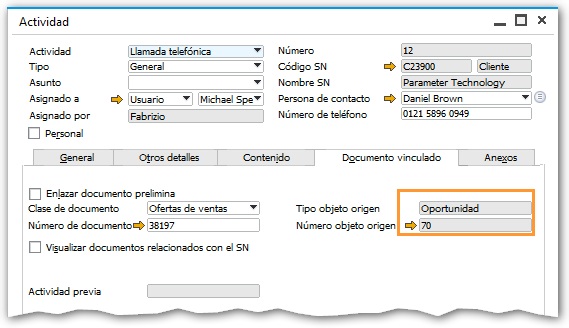 Actividad
Actividad Llamada telefónica Número 12
Tipo General Código SN C23900 Cliente
Asunto Nombre SN Parameter Technology
Asignado a Usuario Michael Spe Persona de contacto Daniel Brown
Asignado por Fabrizio Número de teléfono 0121 5896 0949
Personal
General Otros detalles Contenido Documento vinculado Anexos
Enlazar documento prelimina
Clase de documento Ofertas de ventas Tipo objeto origen Oportunidad
Número de documento 38197 Número objeto origen 70
Visualizar documentos relacionados con el SN
Actividad previa